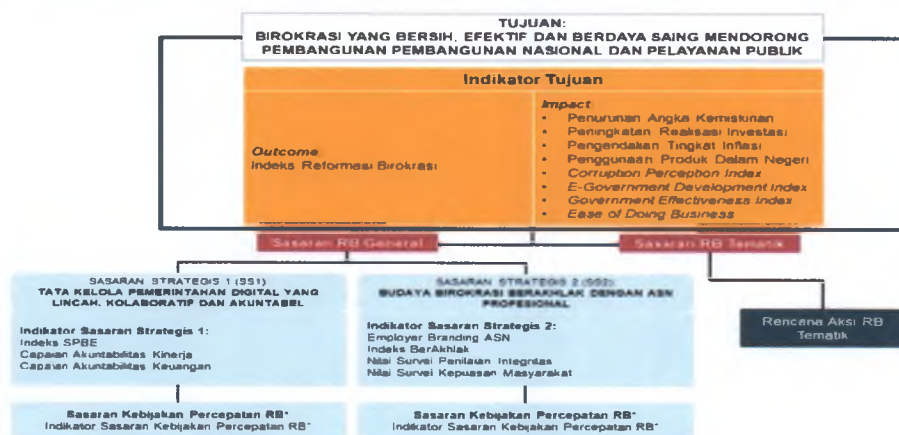 TUJUAN:
BIROKRASI YANG BERSIH, EFEKTIF DAN BERDAYA SAING MENDORONG
PEMBANGUNAN PEMBANGUNAN NASIONAL DAN PELAYANAN PUBLIK
Indikator Tujuan
Outcome
Indeks Reformasi Birokrasi
Impact
• Penurunan Angka Kemiskinan
• Peningkatan Realisasi Investasi
• Pengendakan Tingkat Inflasi
• Penggunaan Produk Dalam Negeri
• Corruption Perception Index
• E-Government Development Index
• Government Effectiveness Index
• Ease of Doing Business
Sasaran RB General
Sasaran RB Tematik
SASARAN STRATEGIS 1 (SS1)
TATA KELOLA PEMERINTAHAN DIGITAL YANG
LINCAH, KOLABORATIF DAN AKUNTABEL
Indikator Sasaran Strategis 1:
Indeks SPBE
Capaian Akuntabilitas Kinerja
Capaian Akuntabilitas Keuangan
SASARAN STRATEGIS 2 (SS2)
BUDAYA BIROKRASI BERAKHLAK DENGAN ASN
PROFESIONAL
Indikator Sasaran Strategis 2:
Employer Branding ASN
Indeks BerAkhlak
Nilai Survei Penilaian Integritas
Nilai Survei Kepuasan Masyarakat
Rencana Aksi RB
Tematik
Sasaran Kebijakan Percepatan RB*
Indikator Sasaran Kebijakan Percepatan RB*
Sasaran Kebijakan Percepatan RB*
Indikator Sasaran Kebijakan Percepatan RB*